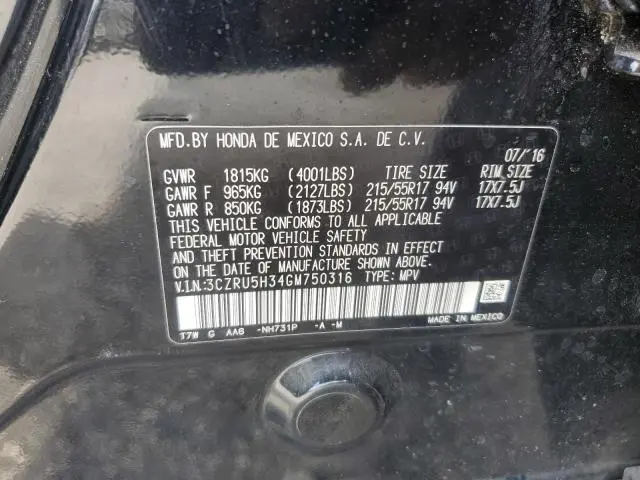 MFD.BY HONDA DE MEXICO S.A. DE C.V.
07/'16
GVWR 1815KG (4001LBS) TIRE SIZE RIM SIZE
GAWR F 965KG (2127LBS) 215/55R17 94V 17X7.5J
GAWR R 850KG (1873LBS) 215/55R17 94V 17X7.5J
THIS VEHICLE CONFORMS TO ALL APPLICABLE
FEDERAL MOTOR VEHICLE SAFETY
AND THEFT PREVENTION STANDARDS IN EFFECT
ON THE DATE OF MANUFACTURE SHOWN ABOVE.
V.I.N:3CZRU5H34GM750316 TYPE: MPV
T7W G AA6 -NH731P -A -M MADE IN MEXICO